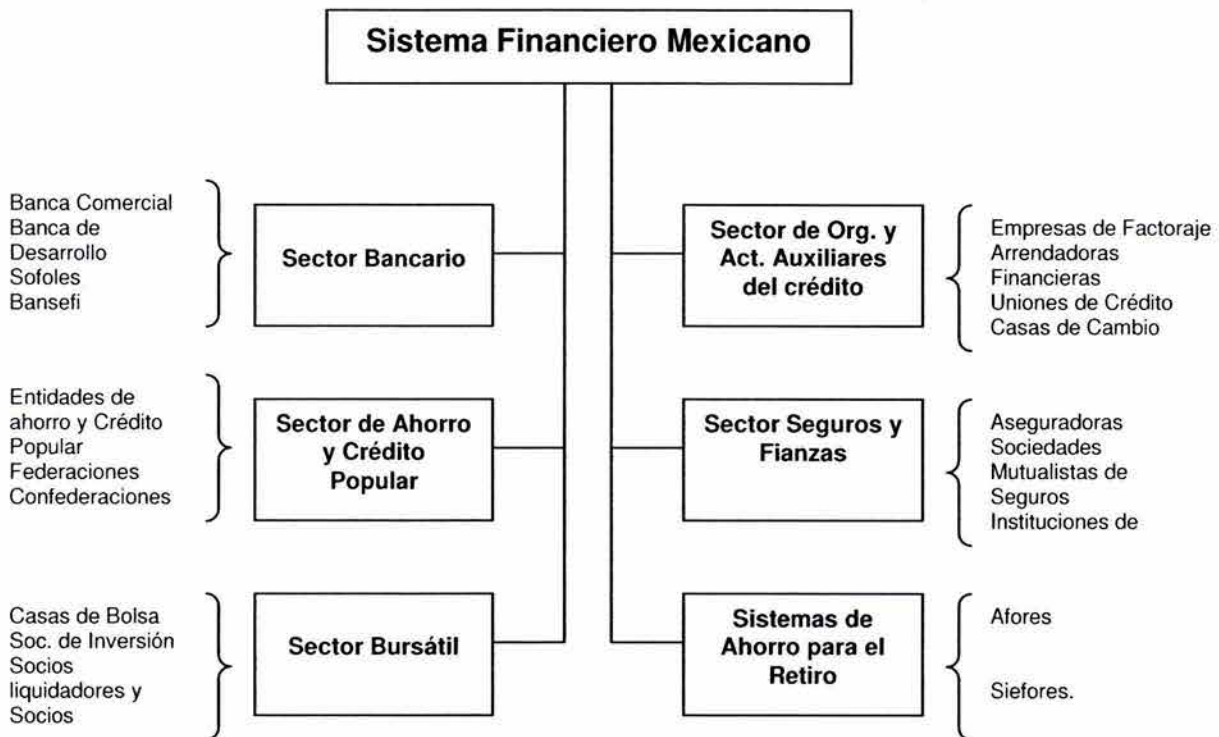 Sistema Financiero Mexicano
Banca Comercial
Banca de
Desarrollo
Sofoles
Bansefi
Sector Bancario
Sector de Org. y
Act. Auxiliares
del crédito
Empresas de Factoraje
Arrendadoras
Financieras
Uniones de Crédito
Casas de Cambio
Entidades de
ahorro y Crédito
Popular
Federaciones
Confederaciones
Sector de Ahorro
y Crédito
Popular
Sector Seguros y
Fianzas
Aseguradoras
Sociedades
Mutualistas de
Seguros
Instituciones de
Casas de Bolsa
Soc. de Inversión
Socios
liquidadores y
Socios
Sector Bursátil
Sistemas de
Ahorro para el
Retiro
Afores
Siefores.